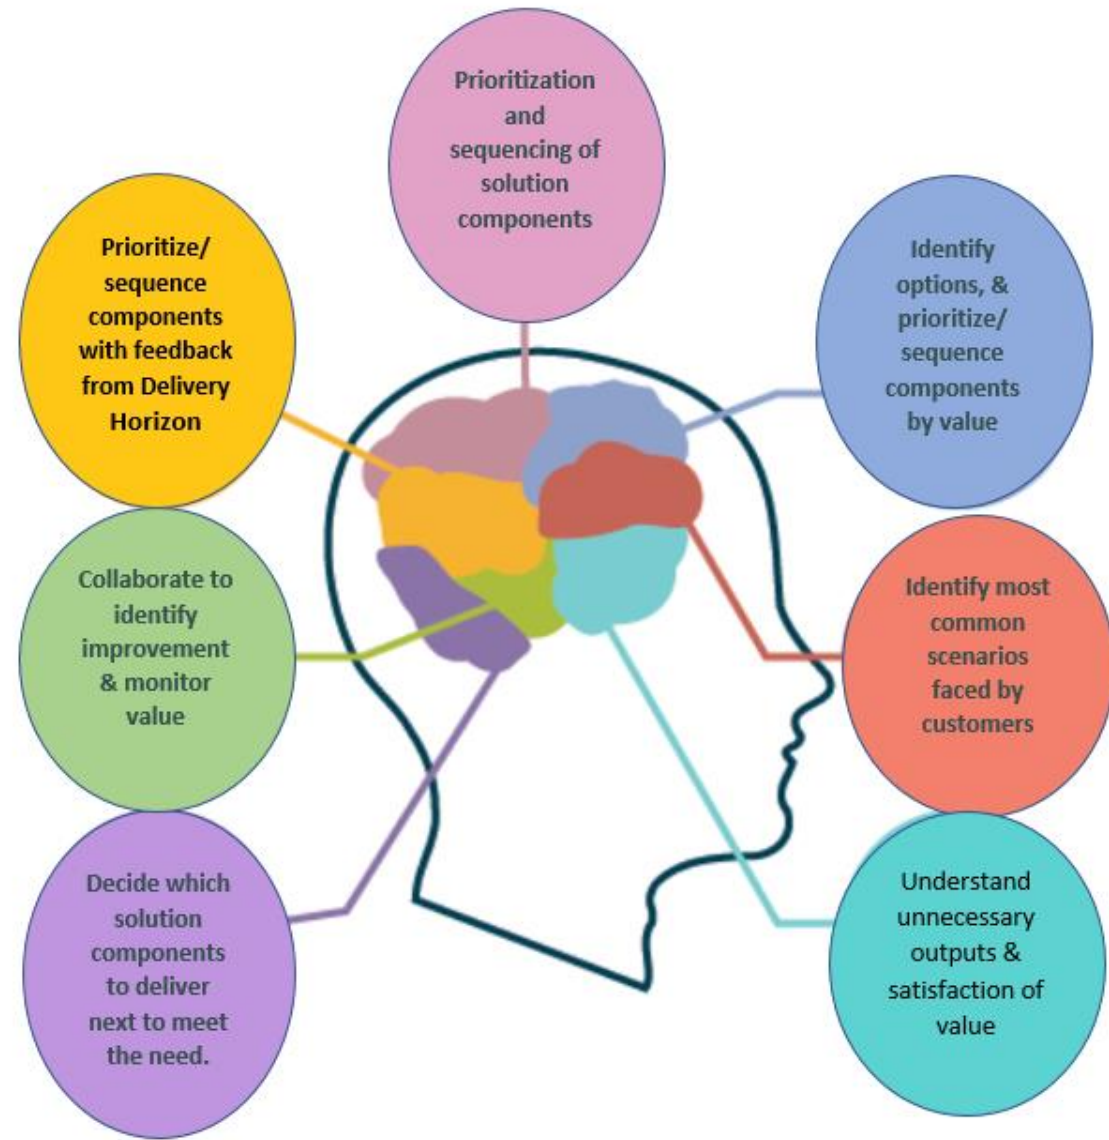 Prioritization
and
sequencing of
solution
components
Prioritize/
sequence
components
with feedback
from Delivery
Horizon
Identify
options, &
prioritize/
sequence
components
by value
Collaborate to
identify
improvement
& monitor
value
Identify most
common
scenarios
faced by
customers
Decide which
solution
components
to deliver
next to meet
the need.
Understand
unnecessary
outputs &
satisfaction of
value